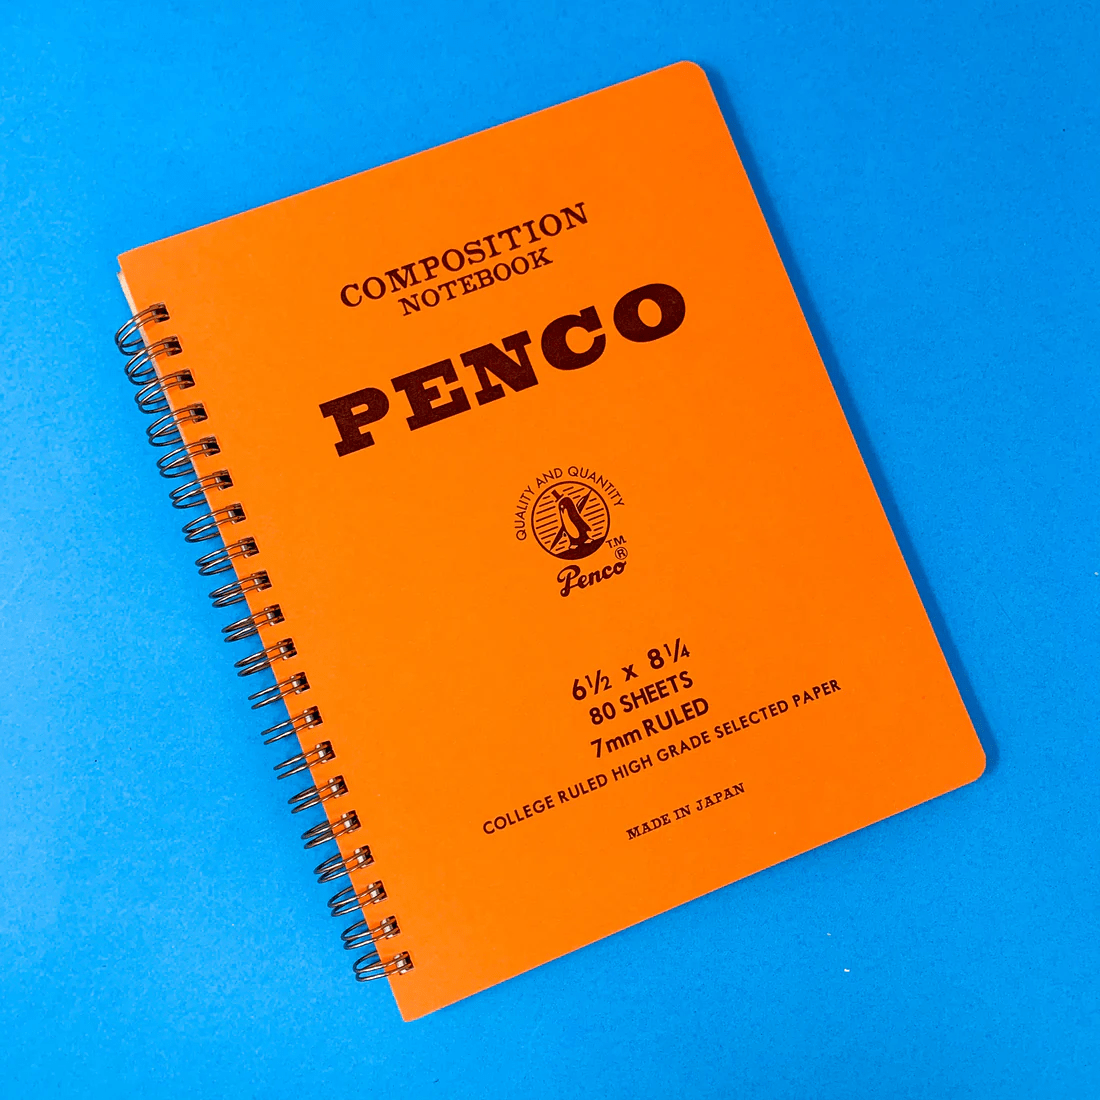 COMPOSITION
NOTEBOOK
PENCO
QUALITY AND QUANTITY
T.M.
®
Penco
6½ x 8¼
80 SHEETS
7mm RULED
COLLEGE RULED HIGH GRADE SELECTED PAPER
MADE IN JAPAN